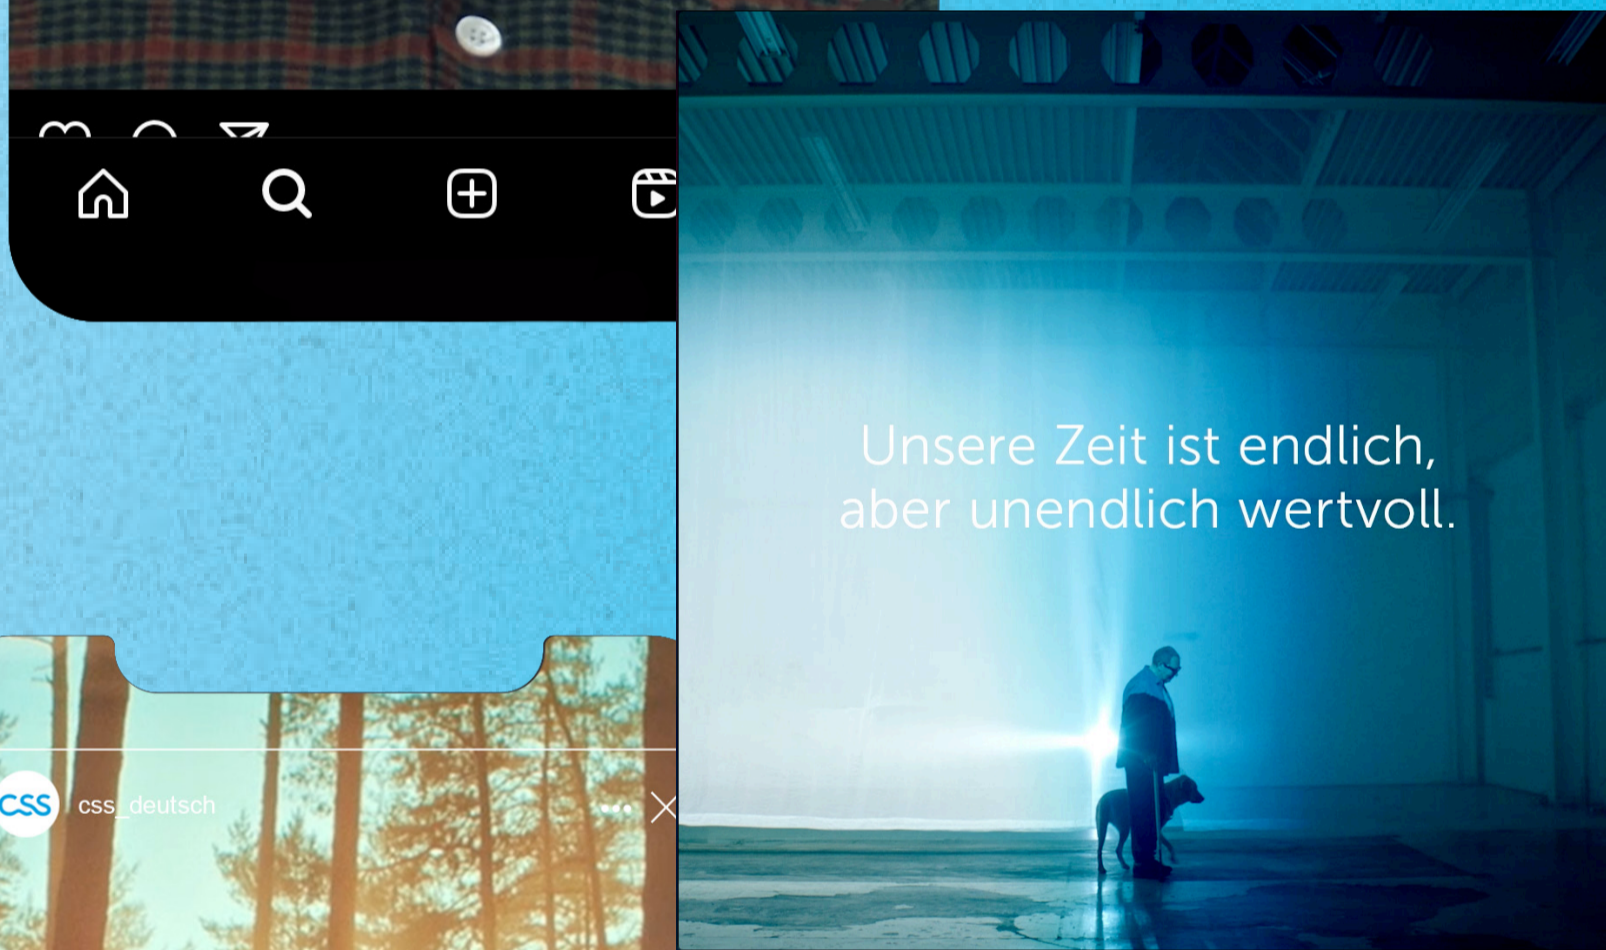 Unsere Zeit ist endlich,
aber unendlich wertvoll.
css
css_deutsch